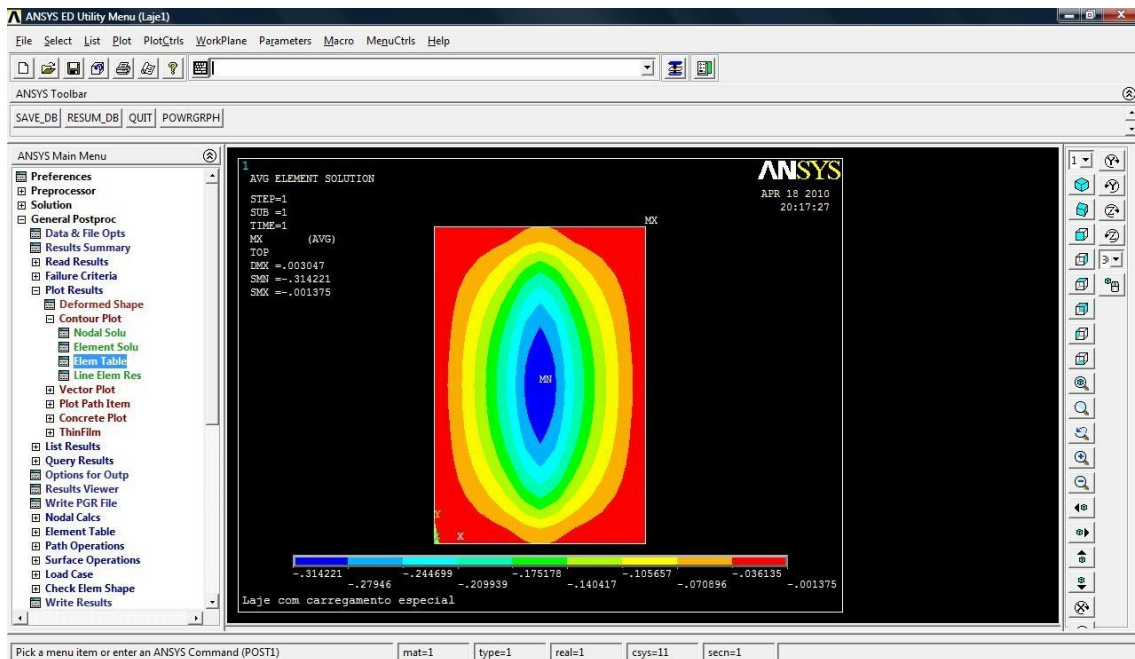 ANSYS ED Utility Menu (Laje1)
File Select List Plot PlotCtrls WorkPlane Parameters Macro MenuCtrls Help
ANSYS Toolbar
SAVE_DB RESUM_DB QUIT POWRGRPH
ANSYS Main Menu
Preferences
Preprocessor
Solution
General Postproc
Data & File Opts
Results Summary
Read Results
Failure Criteria
Plot Results
Deformed Shape
Contour Plot
Nodal Solu
Element Solu
Elem Table
Line Elem Res
Vector Plot
Plot Path Item
Concrete Plot
ThinFilm
List Results
Query Results
Options for Outp
Results Viewer
Write PGR File
Nodal Calcs
Element Table
Path Operations
Surface Operations
Load Case
Check Elem Shape
Write Results
1
AVG ELEMENT SOLUTION
STEP=1
SUB =1
TIME=1
MX (AVG)
TOP
DMX =.003047
SMN =-.314221
SMX =-.001375
ANSYS
APR 18 2010
20:17:27
MX
MN
Y
X
-.314221 -.244699 -.175178 -.105657 -.036135
-.27946 -.209939 -.140417 -.070896 -.001375
Laje com carregamento especial
1
Pick a menu item or enter an ANSYS Command (POST1) mat=1 type=1 real=1 csys=11 secn=1